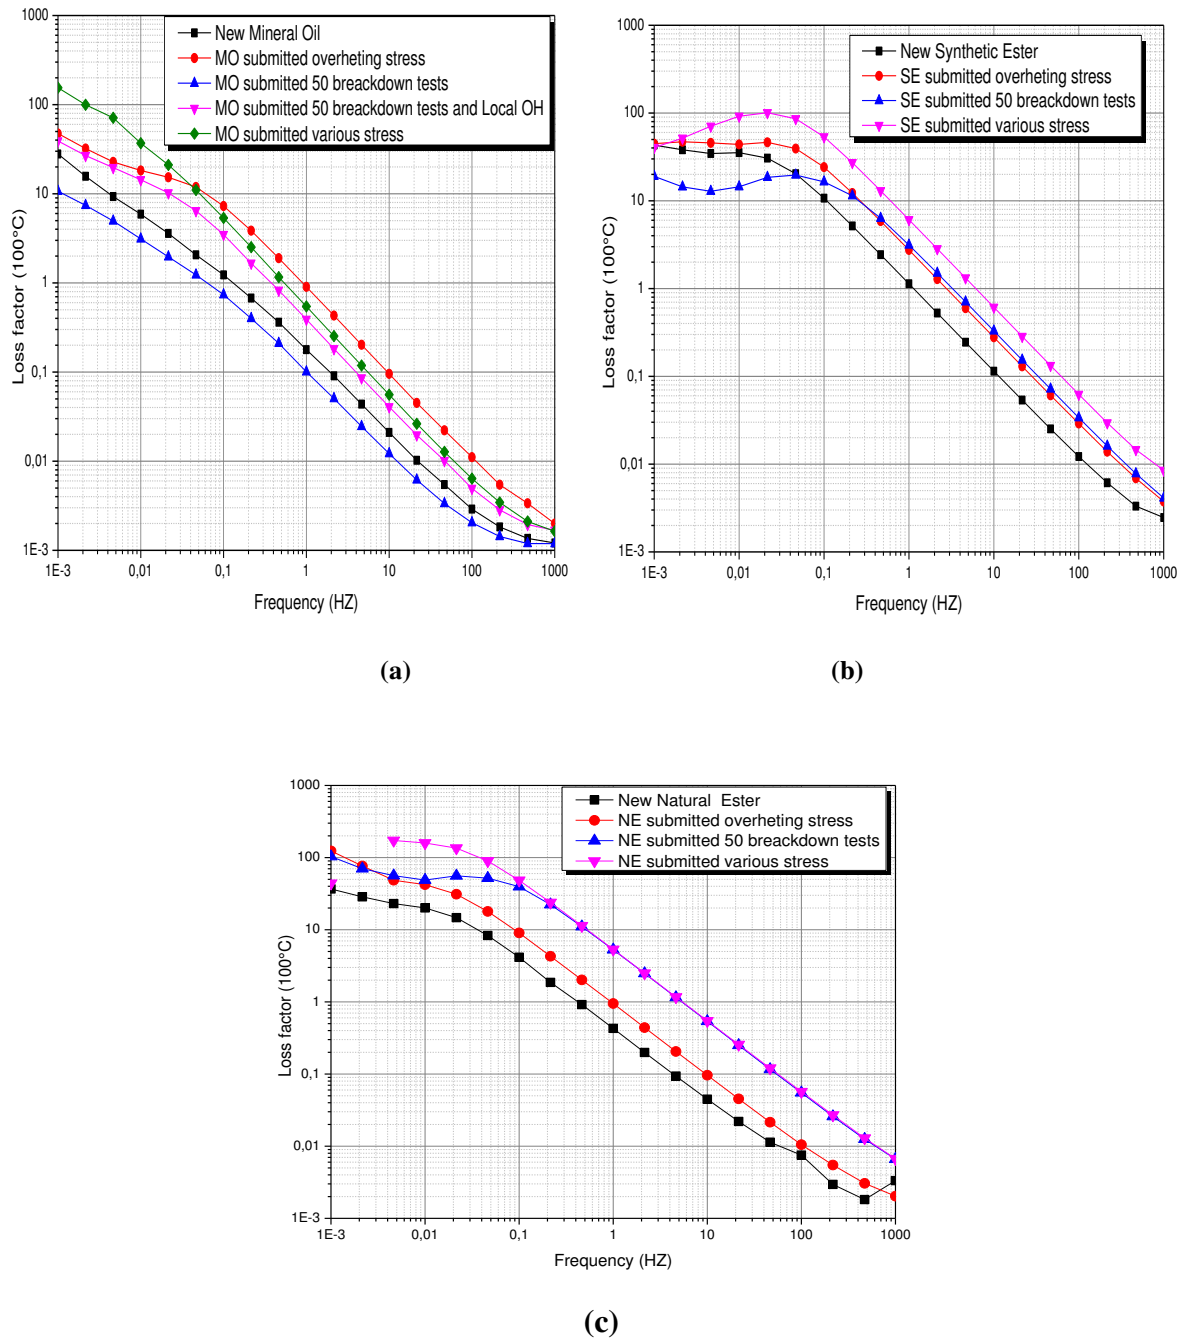 1000
100
10
1
0,1
0,01
1E-3
Loss factor (100°C)
New Mineral Oil
MO submitted overheting stress
MO submitted 50 breackdown tests
MO submitted 50 breackdown tests and Local OH
MO submitted various stress
1E-3 0,01 0,1 1 10 100 1000
Frequency (HZ)
(a)
1000
100
10
1
0,1
0,01
1E-3
Loss factor (100°C)
New Synthetic Ester
SE submitted overheting stress
SE submitted 50 breackdown tests
SE submitted various stress
1E-3 0,01 0,1 1 10 100 1000
Frequency (HZ)
(b)
1000
100
10
1
0,1
0,01
1E-3
Loss factor (100°C)
New Natural Ester
NE submitted overheting stress
NE submitted 50 breackdown tests
NE submitted various stress
1E-3 0,01 0,1 1 10 100 1000
Frequency (HZ)
(c)